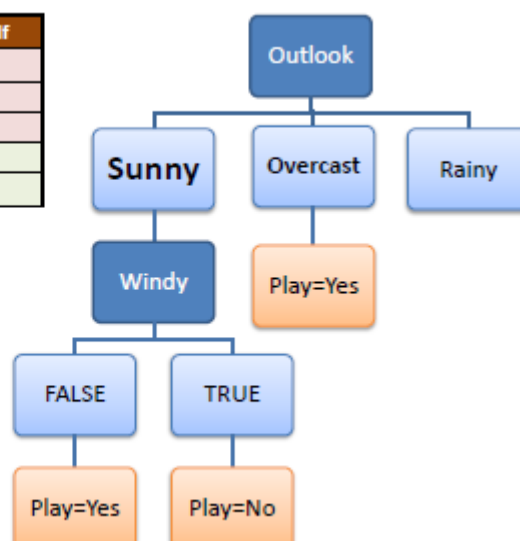 Outlook
Sunny
Overcast
Rainy
Windy
Play=Yes
FALSE
TRUE
Play=Yes
Play=No